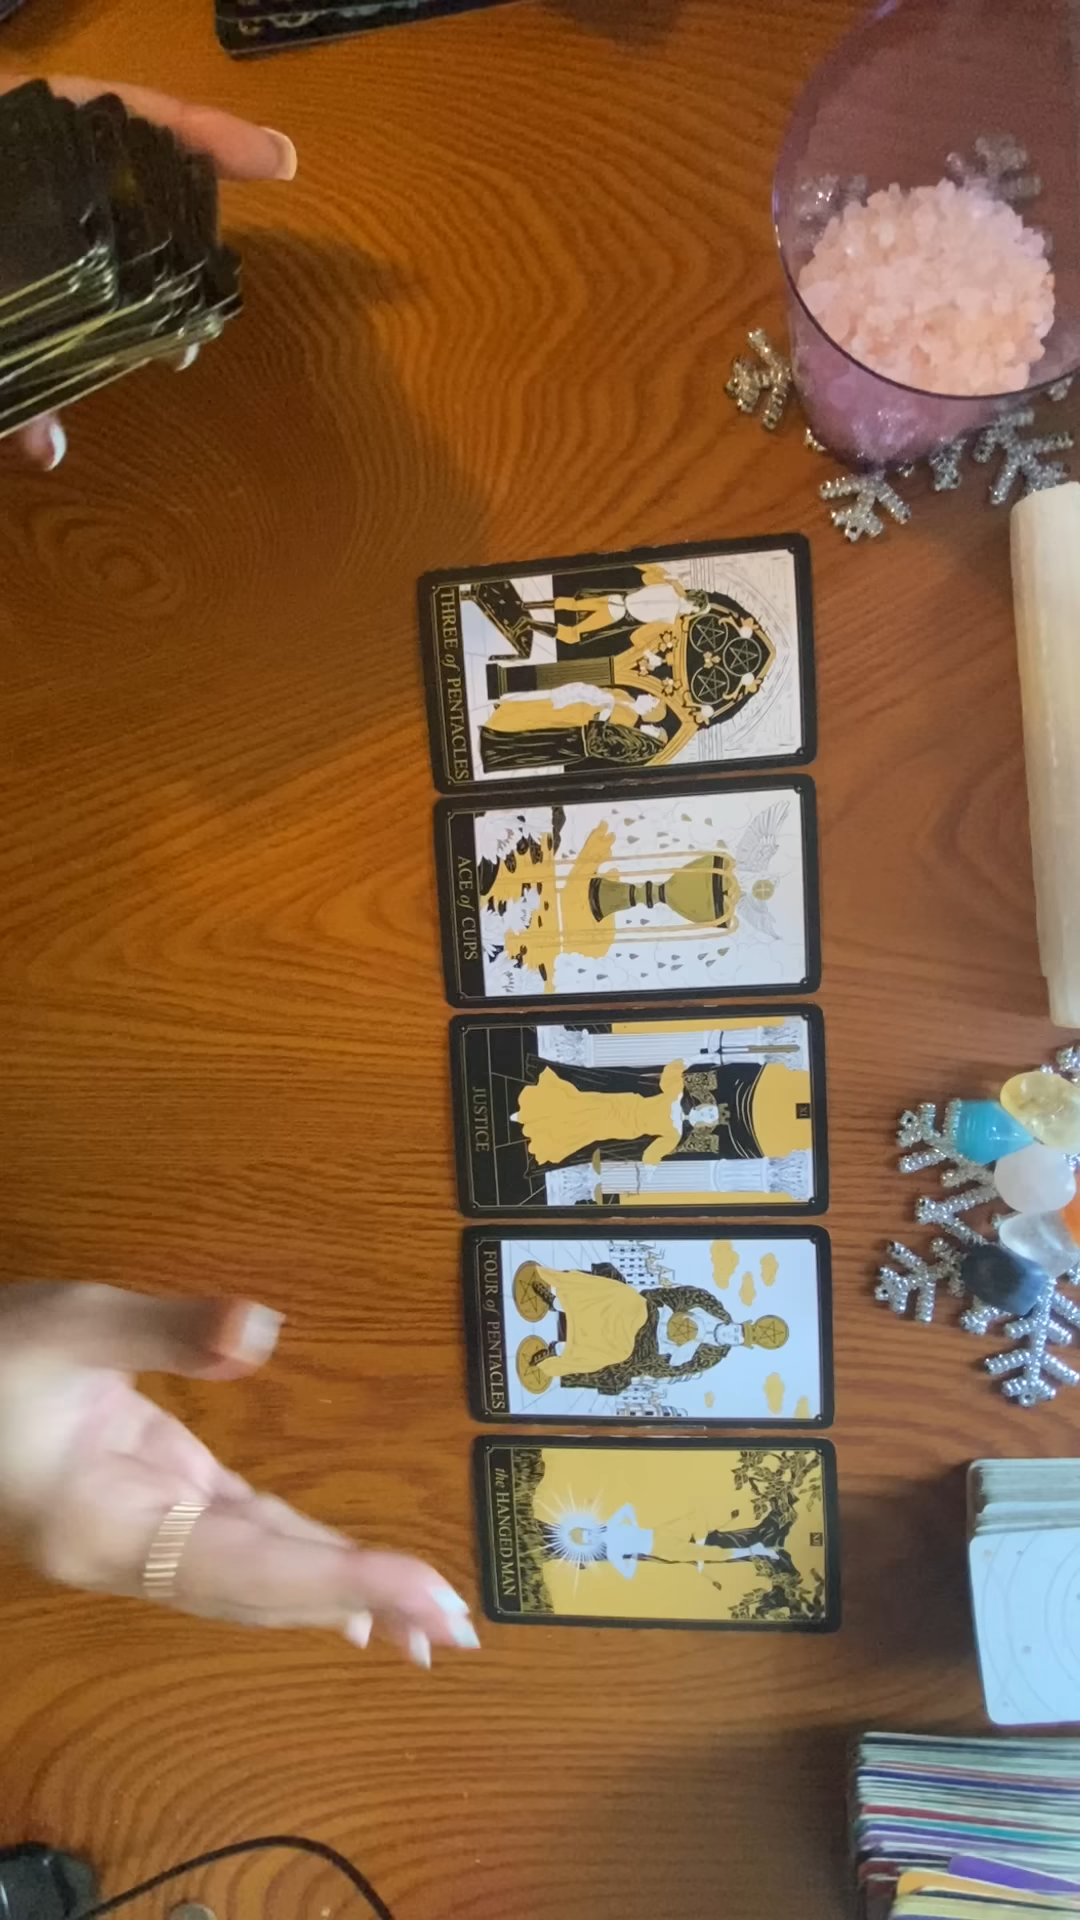 THREE of PENTACLES
ACE of CUPS
XI
JUSTICE
FOUR of PENTACLES
XII
the HANGED MAN